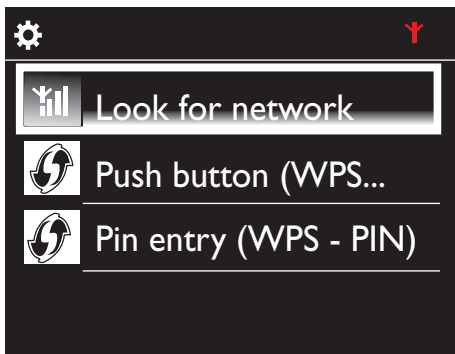 Look for network
Push button (WPS...
Pin entry (WPS - PIN)